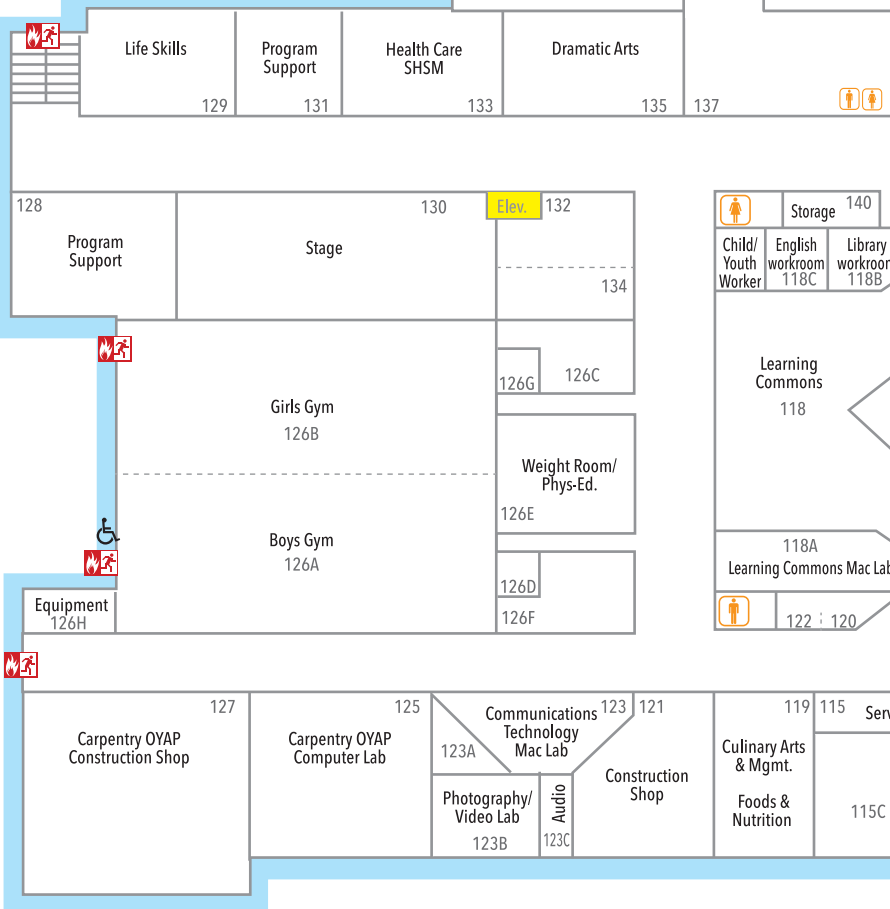 Life Skills
129
Program
Support
131
Health Care
SHSM
133
Dramatic Arts
135
137
128
Program
Support
130
Stage
Elev.
132
134
Storage
140
Child/
Youth
Worker
English
workroom
118C
Library
workroom
118B
126G
126C
Girls Gym
126B
Learning
Commons
118
Weight Room/
Phys-Ed.
126E
Boys Gym
126A
118A
Learning Commons Mac Lab
126D
126F
Equipment
126H
122
120
127
Carpentry OYAP
Construction Shop
125
Carpentry OYAP
Computer Lab
123
Communications
Technology
Mac Lab
123A
Photography/
Video Lab
123B
Audio
123C
121
Construction
Shop
119
Culinary Arts
& Mgmt.
Foods &
Nutrition
115
Serv
115C